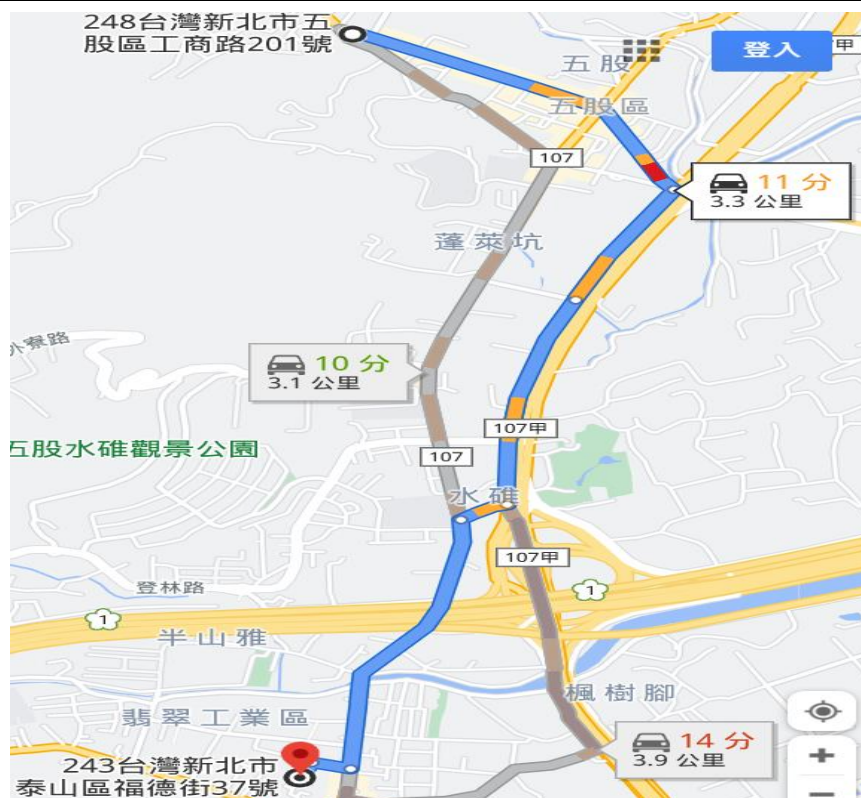 248台灣新北市五
股區工商路201號
五股
登入
甲
五股區
107
11 分
3.3 公里
蓬萊坑
外寮路
10 分
3.1 公里
107甲
五股水碓觀景公園
107
水碓
107甲
登林路
1
1
半山雅
楓樹腳
翡翠工業區
14 分
3.9 公里
243台灣新北市
泰山區福德街37號